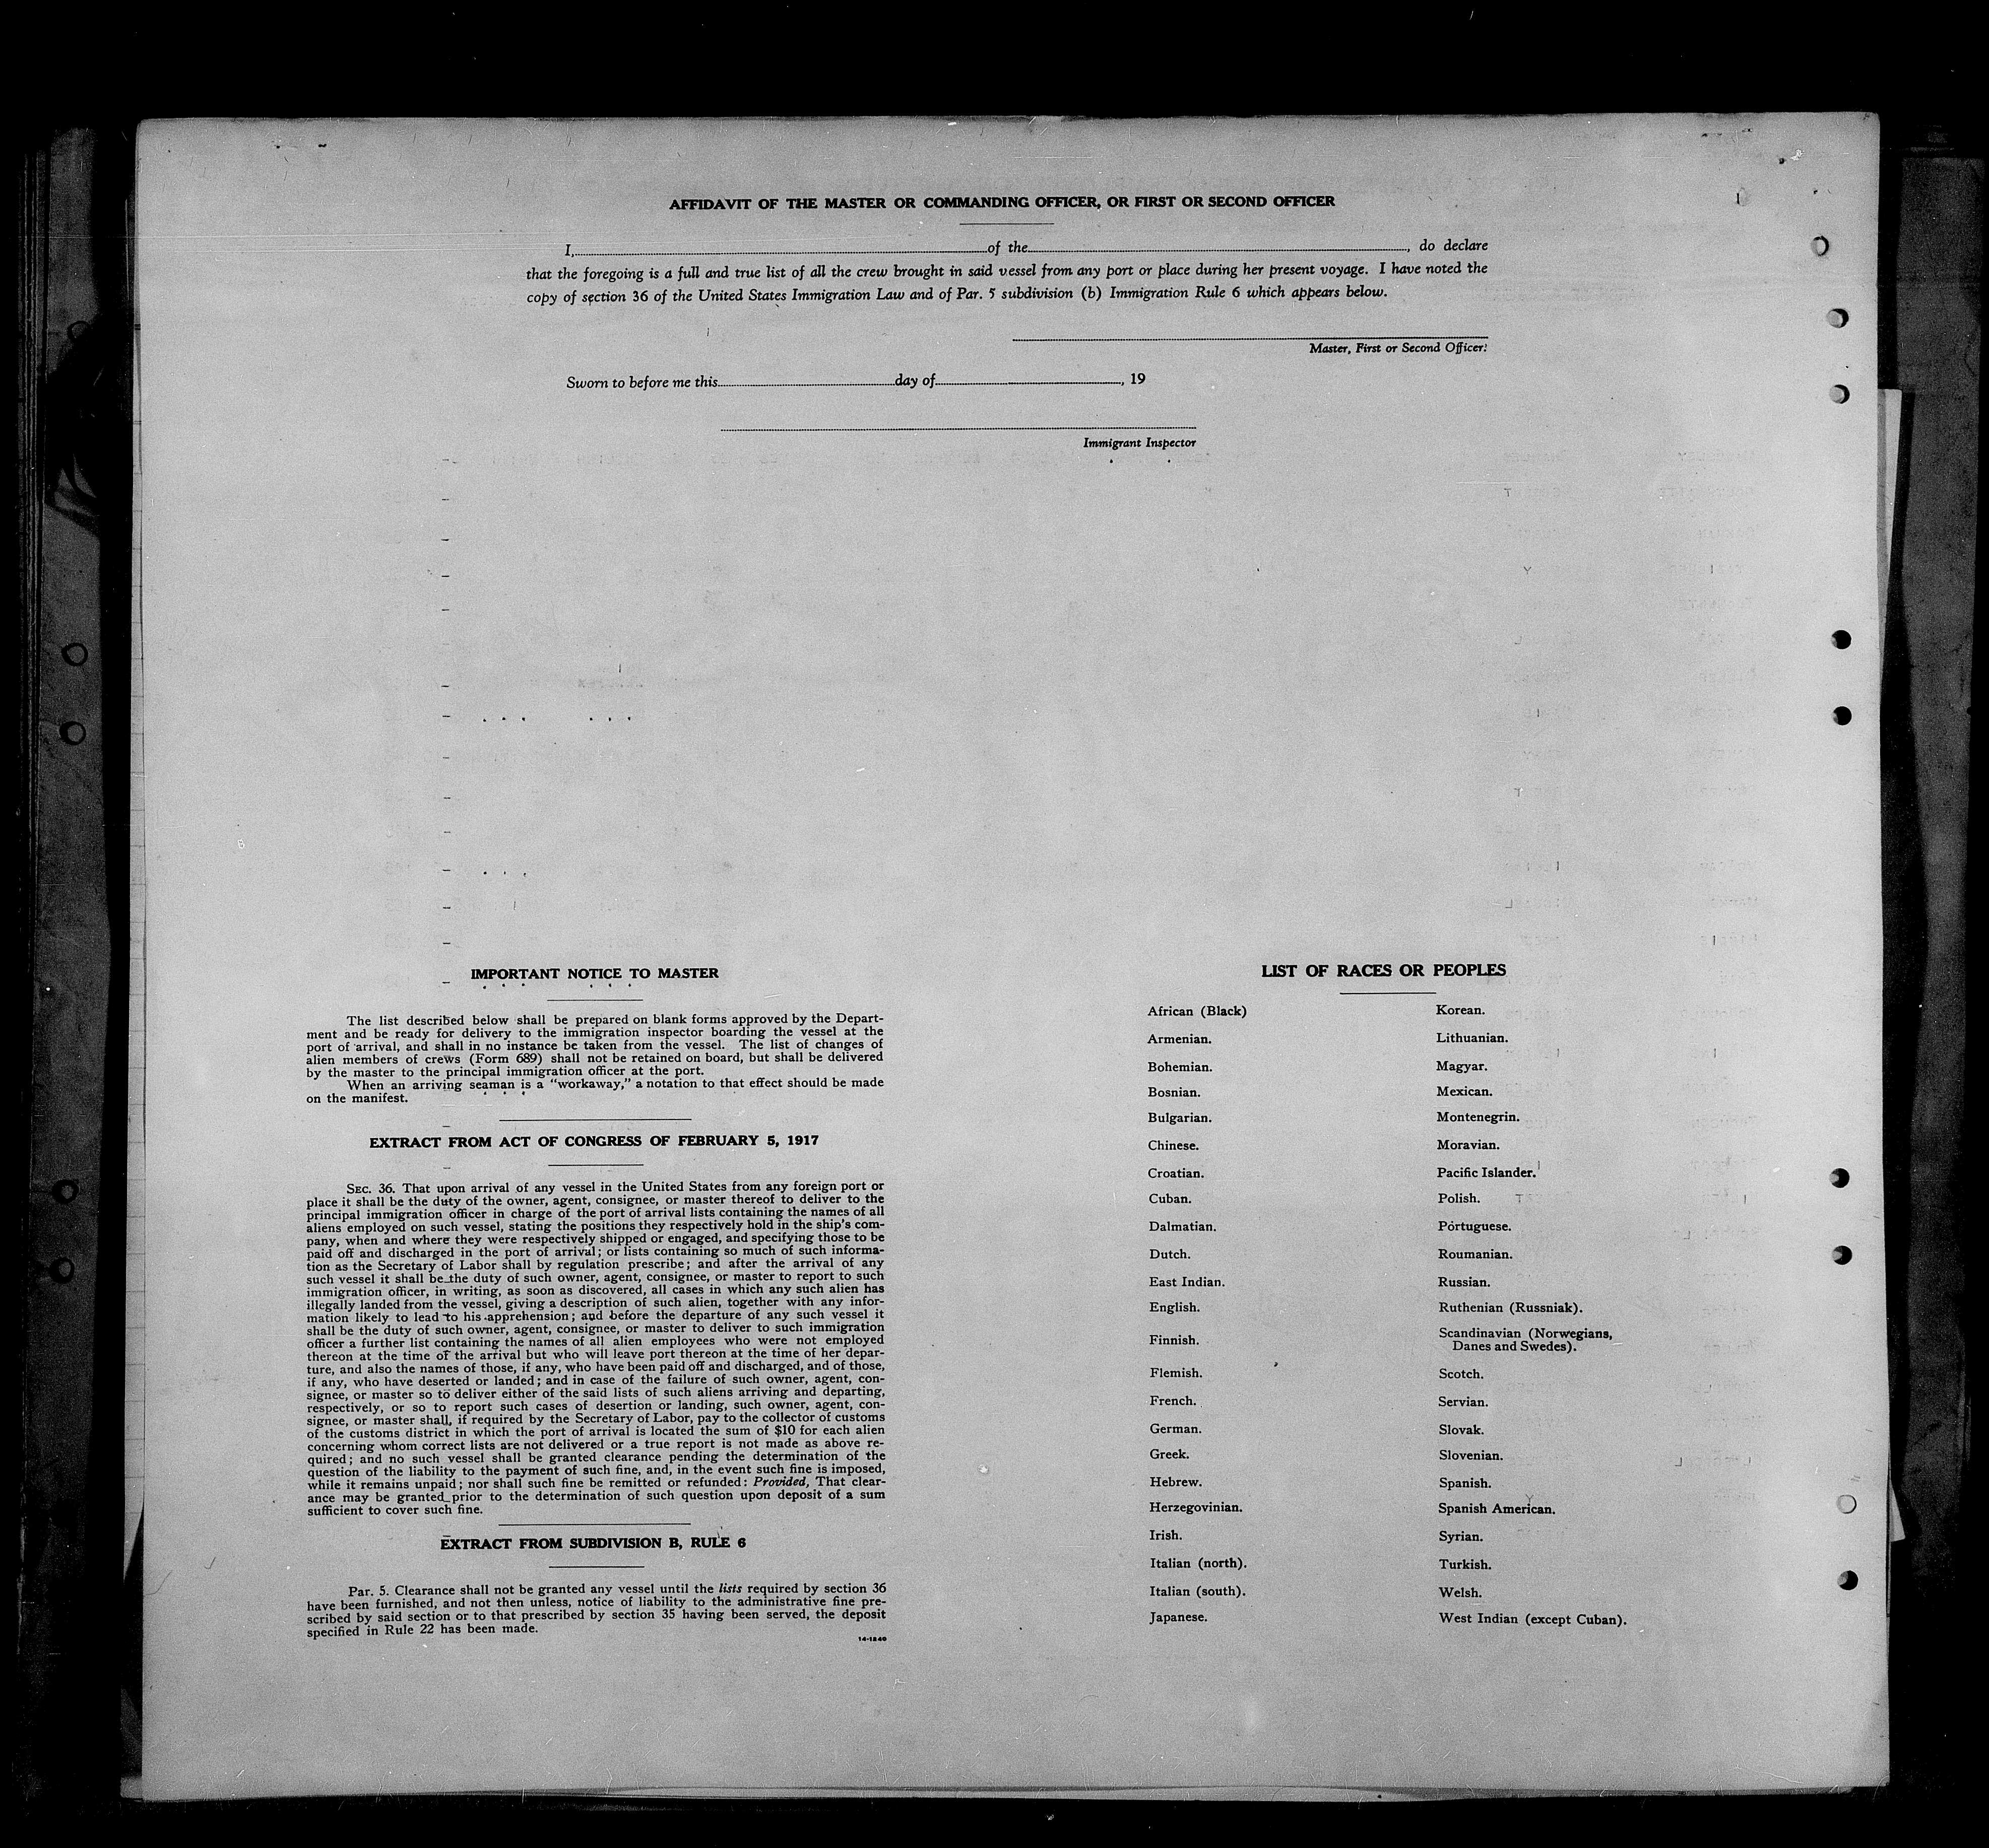 AFFIDAVIT OF THE MASTER OR COMMANDING OFFICER, OR FIRST OR SECOND OFFICER
I, of the , do declare
that the foregoing is a full and true list of all the crew brought in said vessel from any port or place during her present voyage. I have noted the
copy of section 36 of the United States Immigration Law and of Par. 5 subdivision (b) Immigration Rule 6 which appears below.
Master, First or Second Officer.
Sworn to before me this day of , 19
Immigrant Inspector
IMPORTANT NOTICE TO MASTER
The list described below shall be prepared on blank forms approved by the Depart-
ment and be ready for delivery to the immigration inspector boarding the vessel at the
port of arrival, and shall in no instance be taken from the vessel. The list of changes of
alien members of crews (Form 689) shall not be retained on board, but shall be delivered
by the master to the principal immigration officer at the port.
When an arriving seaman is a "workaway," a notation to that effect should be made
on the manifest.
EXTRACT FROM ACT OF CONGRESS OF FEBRUARY 5, 1917
SEC. 36. That upon arrival of any vessel in the United States from any foreign port or
place it shall be the duty of the owner, agent, consignee, or master thereof to deliver to the
principal immigration officer in charge of the port of arrival lists containing the names of all
aliens employed on such vessel, stating the positions they respectively hold in the ship's com-
pany, when and where they were respectively shipped or engaged, and specifying those to be
paid off and discharged in the port of arrival; or lists containing so much of such informa-
tion as the Secretary of Labor shall by regulation prescribe; and after the arrival of any
such vessel it shall be the duty of such owner, agent, consignee, or master to report to such
immigration officer, in writing, as soon as discovered, all cases in which any such alien has
illegally landed from the vessel, giving a description of such alien, together with any infor-
mation likely to lead to his apprehension; and before the departure of any such vessel it
shall be the duty of such owner, agent, consignee, or master to deliver to such immigration
officer a further list containing the names of all alien employees who were not employed
thereon at the time of the arrival but who will leave port thereon at the time of her depar-
ture, and also the names of those, if any, who have been paid off and discharged, and of those,
if any, who have deserted or landed; and in case of the failure of such owner, agent, con-
signee, or master so to deliver either of the said lists of such aliens arriving and departing,
respectively, or so to report such cases of desertion or landing, such owner, agent, con-
signee, or master shall, if required by the Secretary of Labor, pay to the collector of customs
of the customs district in which the port of arrival is located the sum of $10 for each alien
concerning whom correct lists are not delivered or a true report is not made as above re-
quired; and no such vessel shall be granted clearance pending the determination of the
question of the liability to the payment of such fine, and, in the event such fine is imposed,
while it remains unpaid; nor shall such fine be remitted or refunded: Provided, That clear-
ance may be granted prior to the determination of such question upon deposit of a sum
sufficient to cover such fine.
EXTRACT FROM SUBDIVISION B, RULE 6
Par. 5. Clearance shall not be granted any vessel until the lists required by section 36
have been furnished, and not then unless, notice of liability to the administrative fine pre-
scribed by said section or to that prescribed by section 35 having been served, the deposit
specified in Rule 22 has been made.
14-1240
LIST OF RACES OR PEOPLES
African (Black)
Armenian.
Bohemian.
Bosnian.
Bulgarian.
Chinese.
Croatian.
Cuban.
Dalmatian.
Dutch.
East Indian.
English.
Finnish.
Flemish.
French.
German.
Greek.
Hebrew.
Herzegovinian.
Irish.
Italian (north).
Italian (south).
Japanese.
Korean.
Lithuanian.
Magyar.
Mexican.
Montenegrin.
Moravian.
Pacific Islander.
Polish.
Portuguese.
Roumanian.
Russian.
Ruthenian (Russniak).
Scandinavian (Norwegians,
Danes and Swedes).
Scotch.
Servian.
Slovak.
Slovenian.
Spanish.
Spanish American.
Syrian.
Turkish.
Welsh.
West Indian (except Cuban).